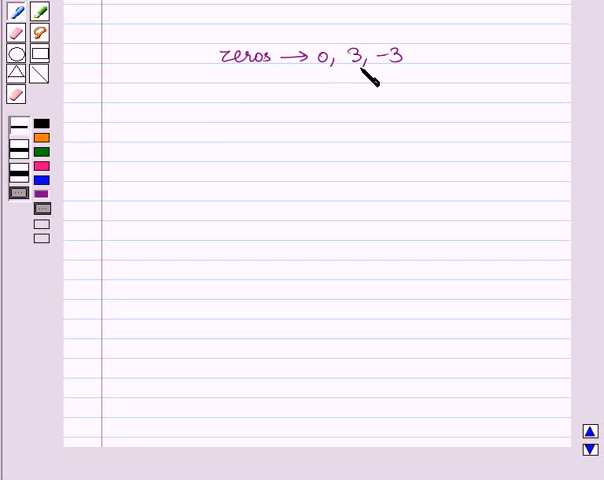 zeros → 0, 3, -3